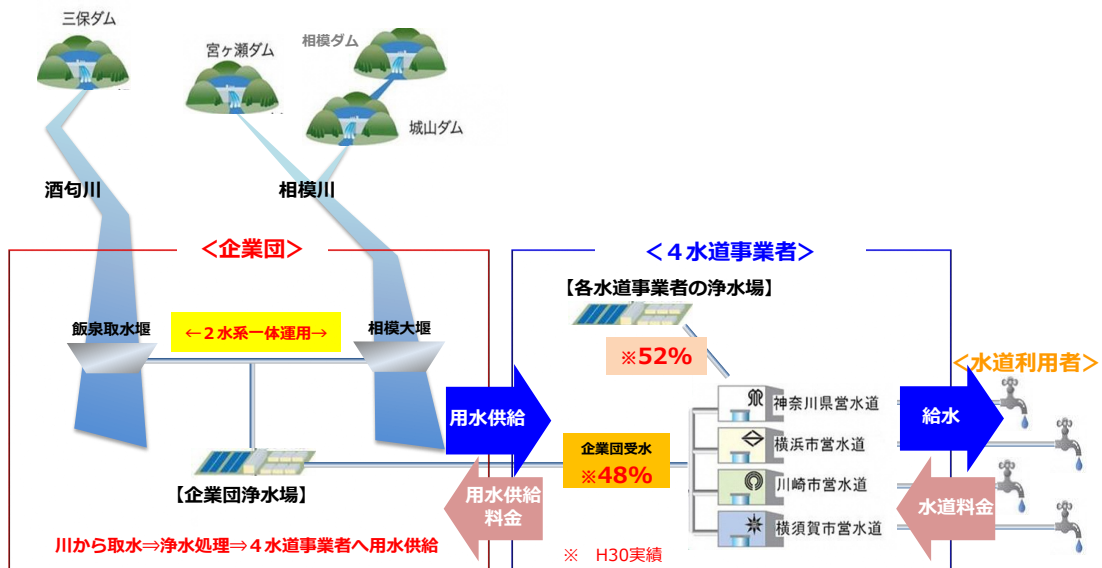 三保ダム
宮ヶ瀬ダム
相模ダム
城山ダム
酒匂川
相模川
＜企業団＞
＜４水道事業者＞
【各水道事業者の浄水場】
飯泉取水堰
←２水系一体運用→
相模大堰
※52%
＜水道利用者＞
用水供給
神奈川県営水道
給水
企業団受水
※48%
横浜市営水道
【企業団浄水場】
用水供給
料金
川崎市営水道
水道料金
横須賀市営水道
川から取水⇒浄水処理⇒４水道事業者へ用水供給
※　H30実績